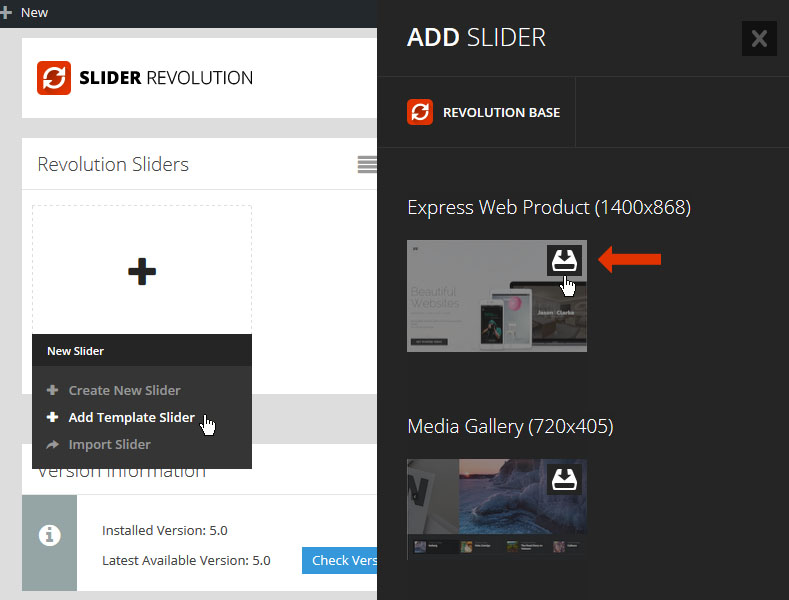 New
SLIDER REVOLUTION
Revolution Sliders
New Slider
Create New Slider
Add Template Slider
Import Slider
Version Information
Installed Version: 5.0
Latest Available Version: 5.0
Check Vers
ADD SLIDER
REVOLUTION BASE
Express Web Product (1400x868)
Beautiful
Websites
Jason Clarke
Media Gallery (720x405)